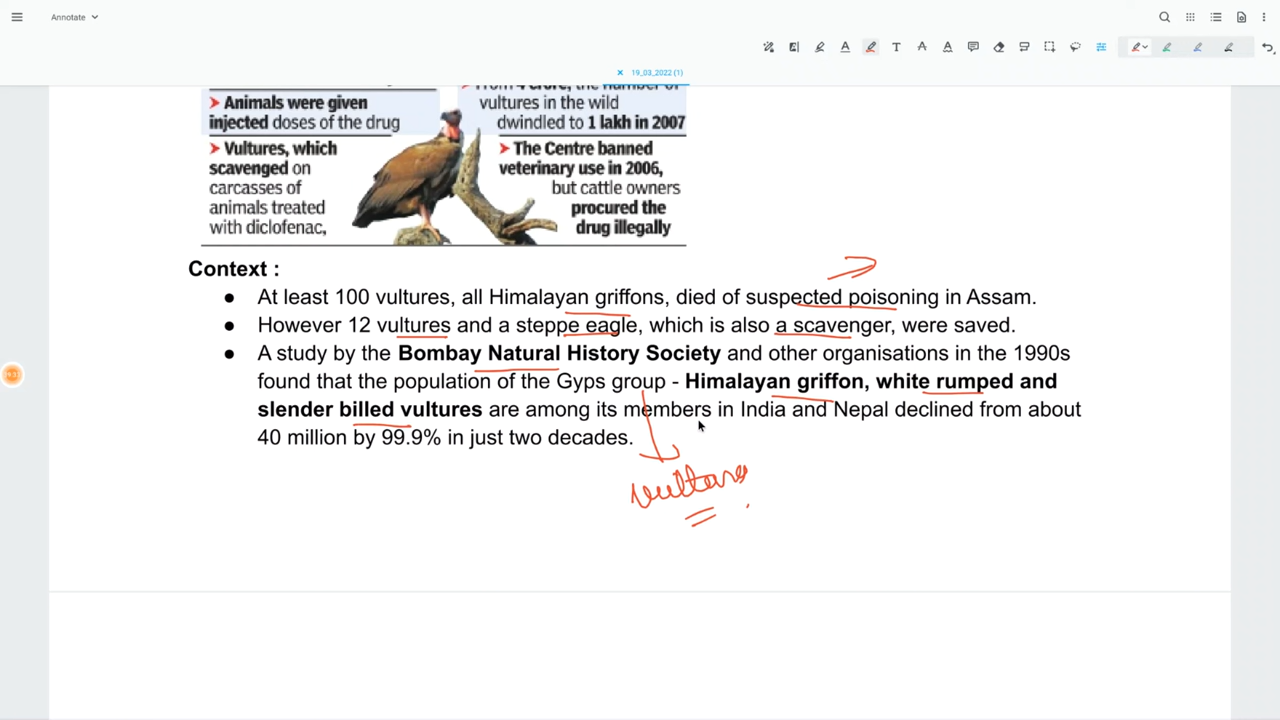 Annotate
19_03_2022 (1)
Animals were given
injected doses of the drug
From 4 crore, the number of
vultures in the wild
dwindled to 1 lakh in 2007
Vultures, which
scavenged on
carcasses of
animals treated
with diclofenac,
The Centre banned
veterinary use in 2006,
but cattle owners
procured the
drug illegally
Context :
● At least 100 vultures, all Himalayan griffons, died of suspected poisoning in Assam.
● However 12 vultures and a steppe eagle, which is also a scavenger, were saved.
● A study by the Bombay Natural History Society and other organisations in the 1990s
found that the population of the Gyps group - Himalayan griffon, white rumped and
slender billed vultures are among its members in India and Nepal declined from about
40 million by 99.9% in just two decades.